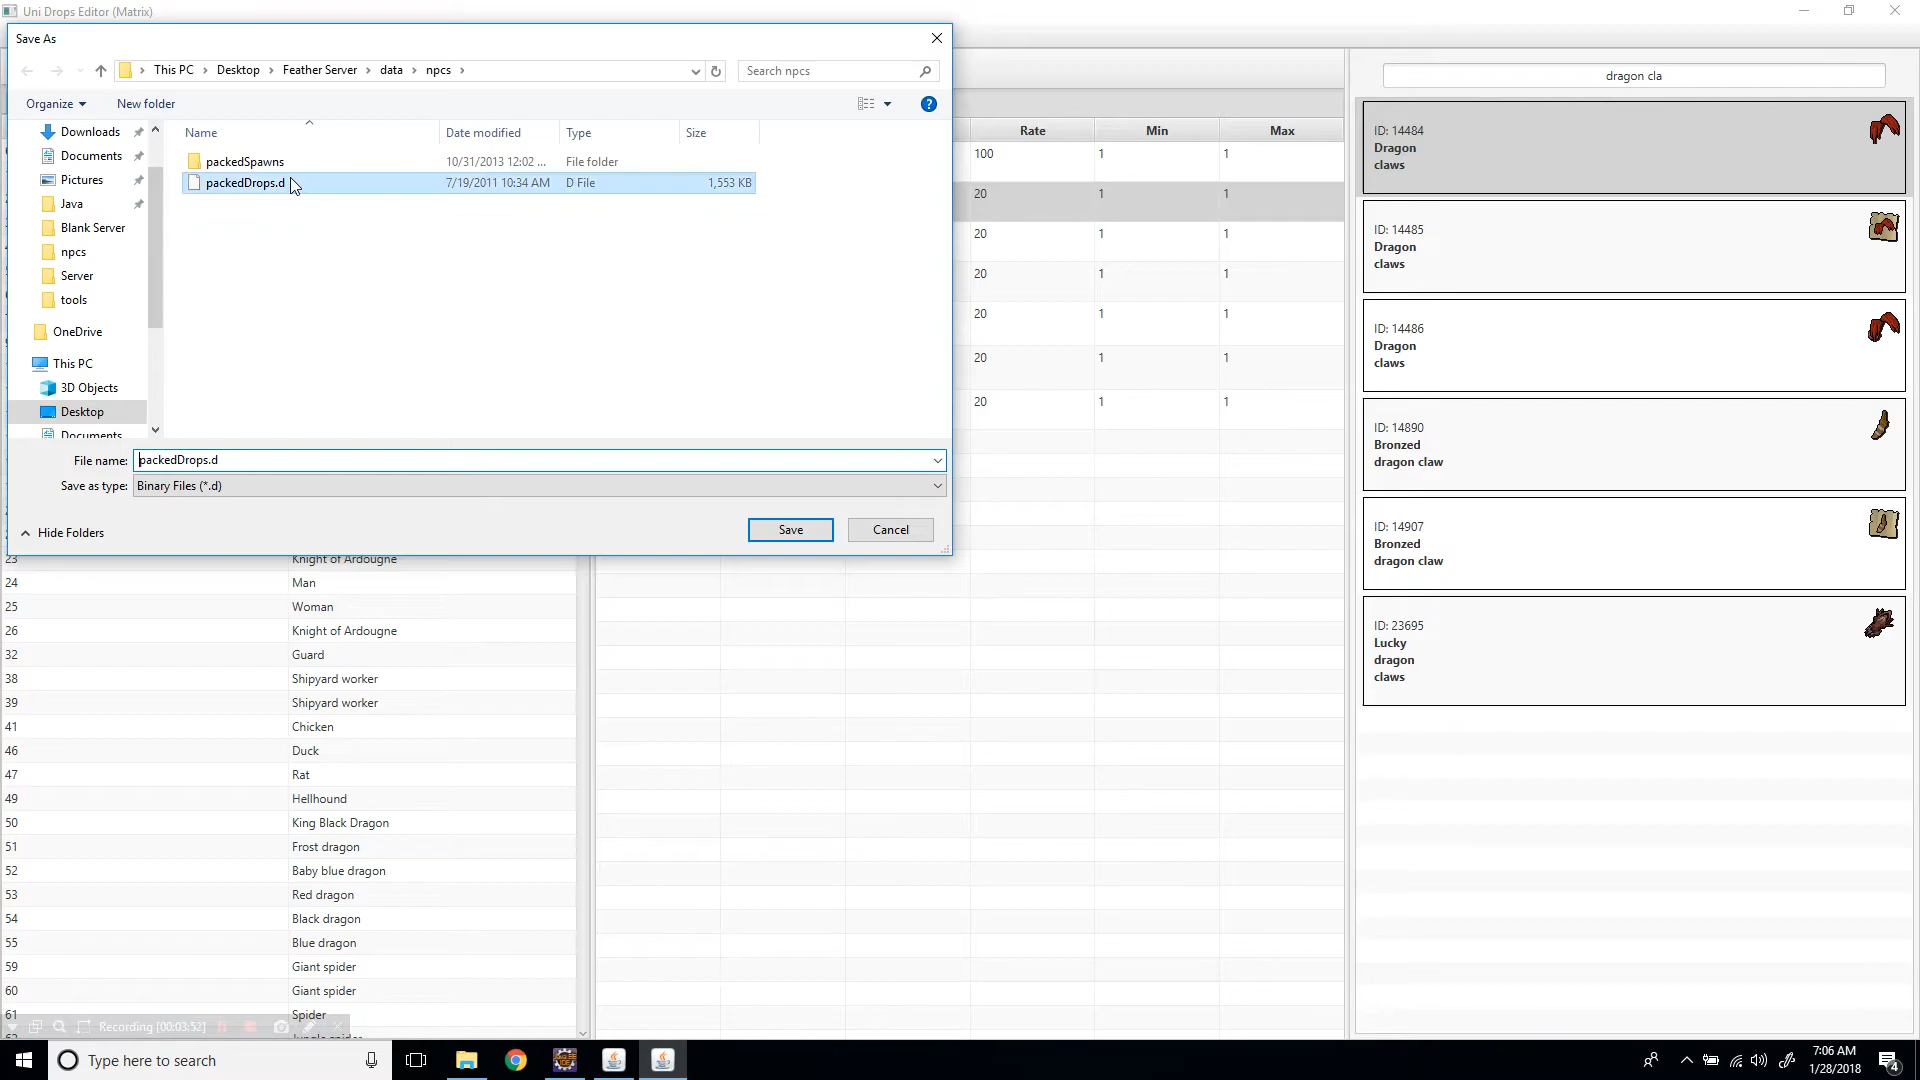 Uni Drops Editor (Matrix)
Save As
This PC > Desktop > Feather Server > data > npcs >
Search npcs
Organize
New folder
Name
Date modified
Type
Size
packedSpawns
10/31/2013 12:02 ...
File folder
packedDrops.d
7/19/2011 10:34 AM
D File
1,553 KB
Downloads
Documents
Pictures
Java
Blank Server
npcs
Server
tools
OneDrive
This PC
3D Objects
Desktop
Documents
File name:
packedDrops.d
Save as type:
Binary Files (*.d)
Hide Folders
Save
Cancel
Rate
Min
Max
100 1 1
20 1 1
20 1 1
20 1 1
20 1 1
20 1 1
20 1 1
23 Knight of Ardougne
24 Man
25 Woman
26 Knight of Ardougne
32 Guard
38 Shipyard worker
39 Shipyard worker
41 Chicken
46 Duck
47 Rat
49 Hellhound
50 King Black Dragon
51 Frost dragon
52 Baby blue dragon
53 Red dragon
54 Black dragon
55 Blue dragon
59 Giant spider
60 Giant spider
61 Spider
Recording [00:03:52]
dragon cla
ID: 14484
Dragon
claws
ID: 14485
Dragon
claws
ID: 14486
Dragon
claws
ID: 14890
Bronzed
dragon claw
ID: 14907
Bronzed
dragon claw
ID: 23695
Lucky
dragon
claws
Type here to search
7:06 AM
1/28/2018
4